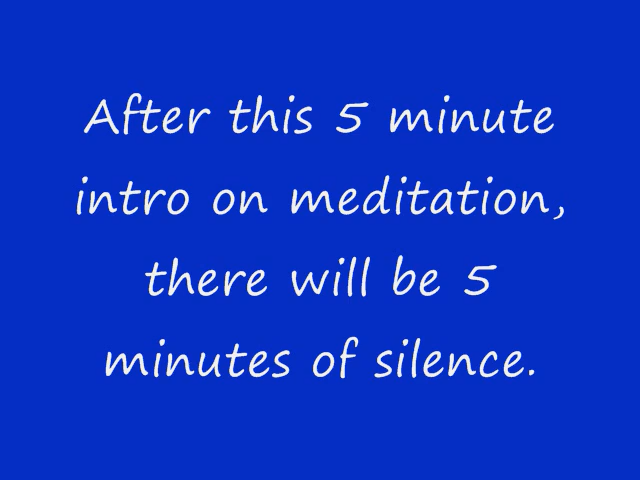 After this 5 minute
intro on meditation,
there will be 5
minutes of silence.